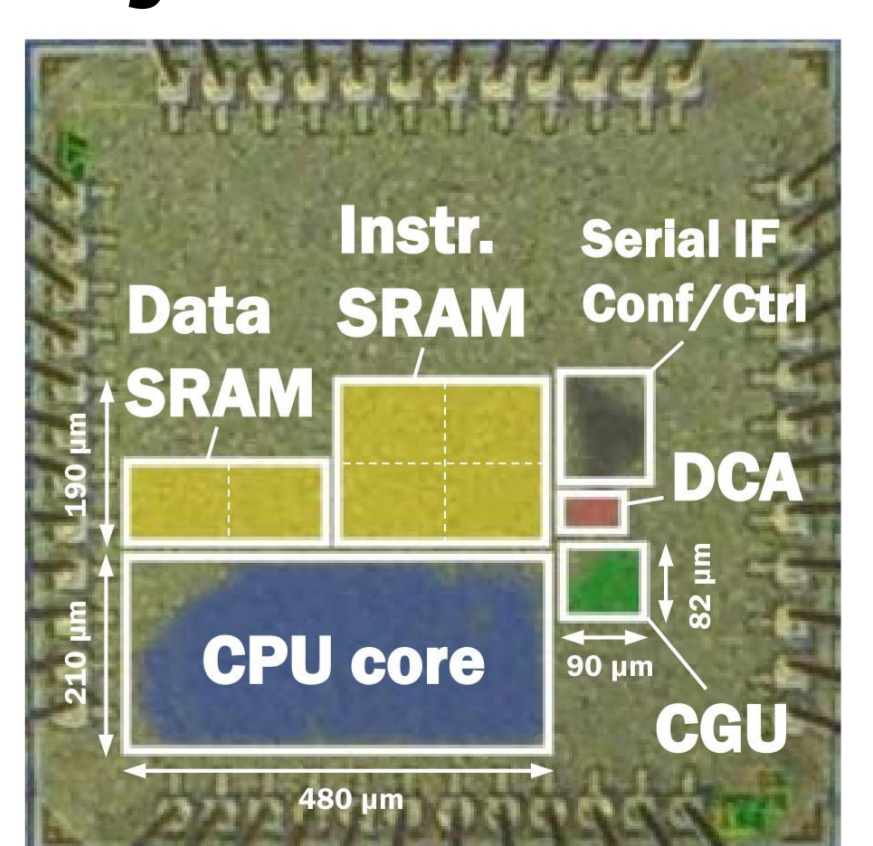 Instr.
SRAM
Serial IF
Conf/Ctrl
Data
SRAM
190 µm
DCA
82 µm
90 µm
210 µm
CPU core
CGU
480 µm